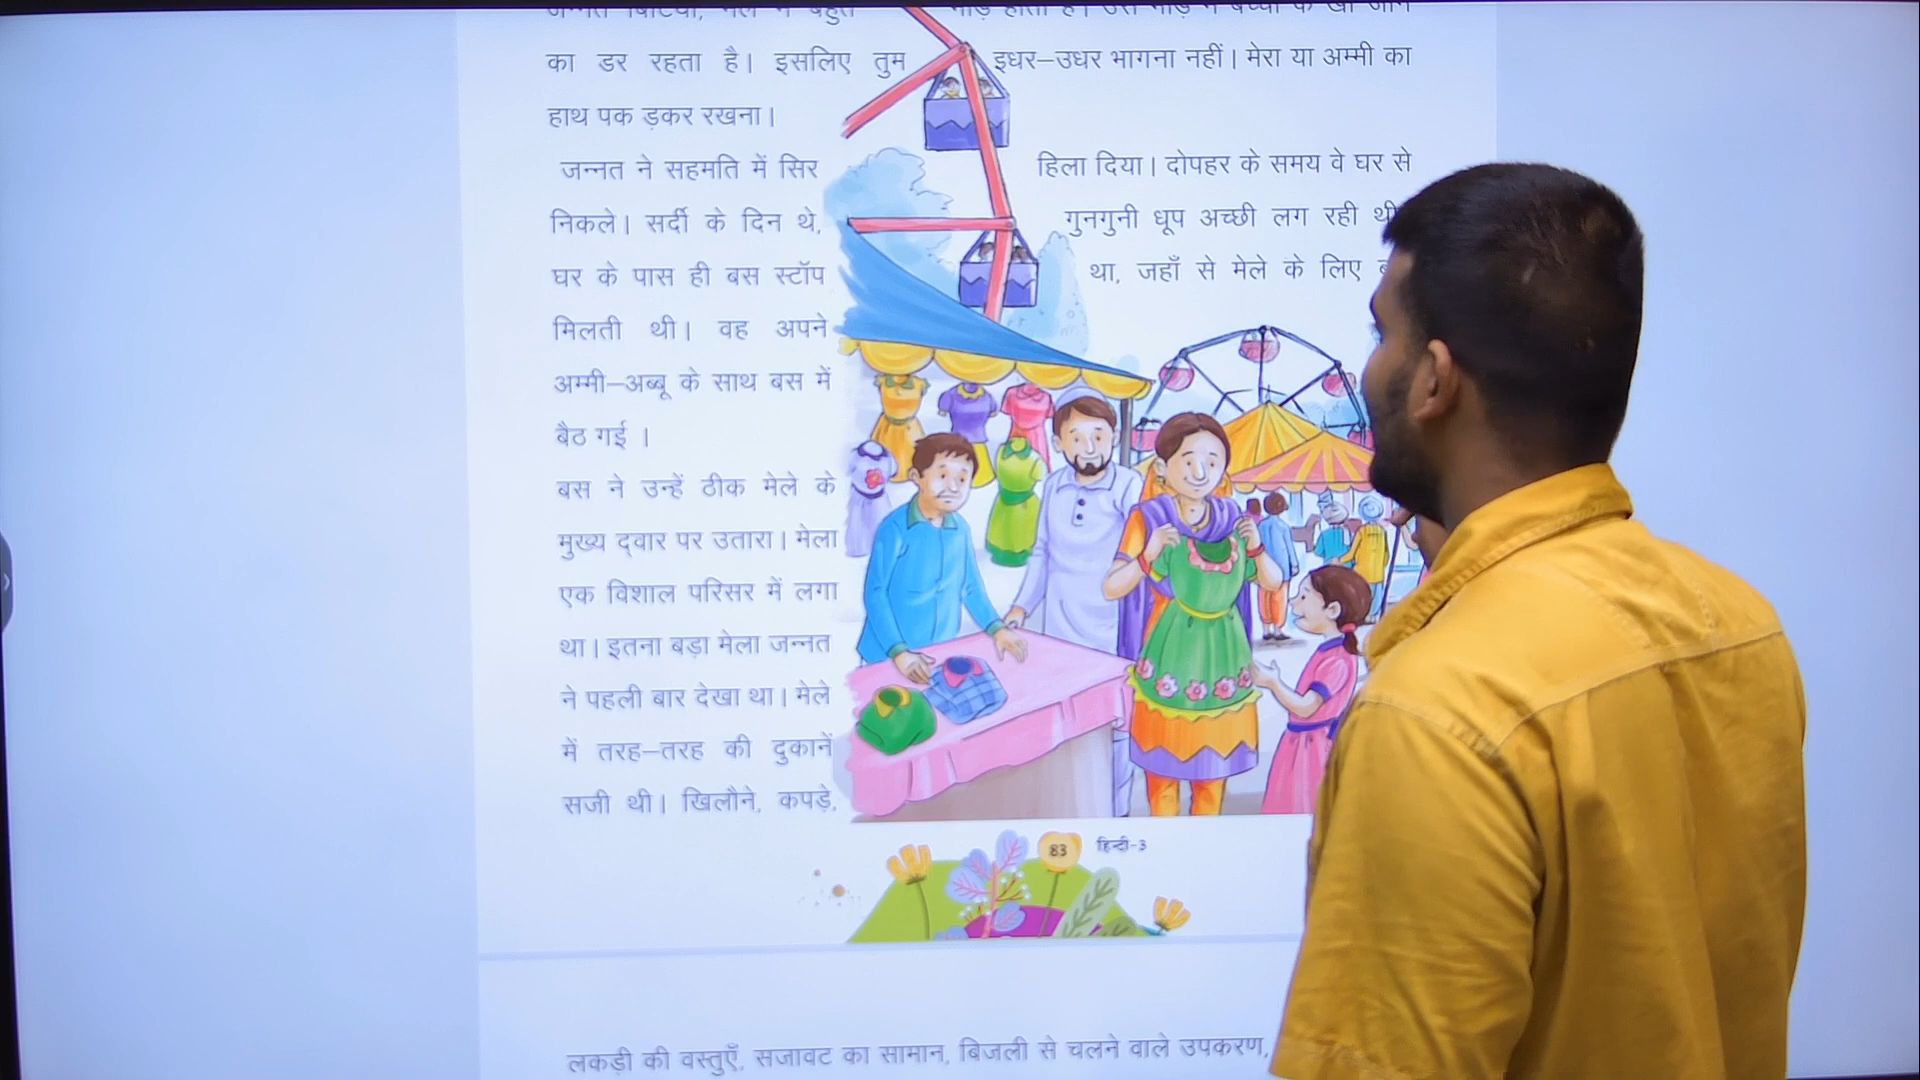 का डर रहता है। इसलिए तुम इधर–उधर भागना नहीं। मेरा या अम्मी का
हाथ पक ड़कर रखना।
जन्नत ने सहमति में सिर हिला दिया। दोपहर के समय वे घर से
निकले। सर्दी के दिन थे, गुनगुनी धूप अच्छी लग रही थी
घर के पास ही बस स्टॉप था, जहाँ से मेले के लिए
मिलती थी। वह अपने
अम्मी–अब्बू के साथ बस में
बैठ गई ।
बस ने उन्हें ठीक मेले के
मुख्य द्वार पर उतारा। मेला
एक विशाल परिसर में लगा
था। इतना बड़ा मेला जन्नत
ने पहली बार देखा था। मेले
में तरह–तरह की दुकानें
सजी थी। खिलौने, कपड़े,
83 हिन्दी-3
लकड़ी की वस्तुएँ, सजावट का सामान, बिजली से चलने वाले उपकरण,